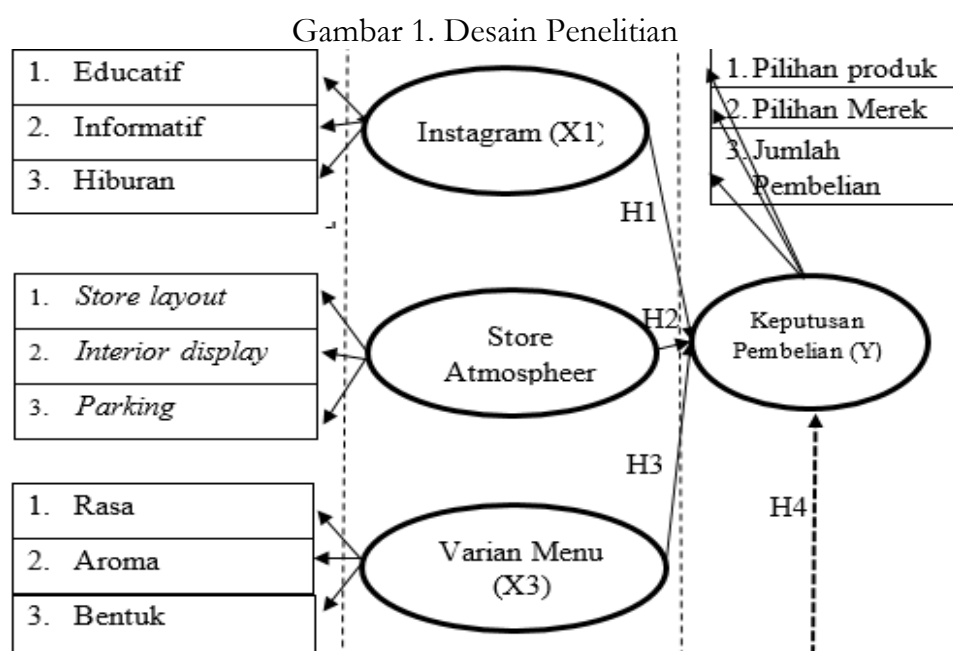 Gambar 1. Desain Penelitian
1. Educatif
2. Informatif
3. Hiburan
Instagram (X1)
H1
1. Pilihan produk
2. Pilihan Merek
3. Jumlah
Pembelian
1. Store layout
2. Interior display
3. Parking
Store
Atmospheer
H2
Keputusan
Pembelian (Y)
1. Rasa
2. Aroma
3. Bentuk
Varian Menu
(X3)
H3
H4